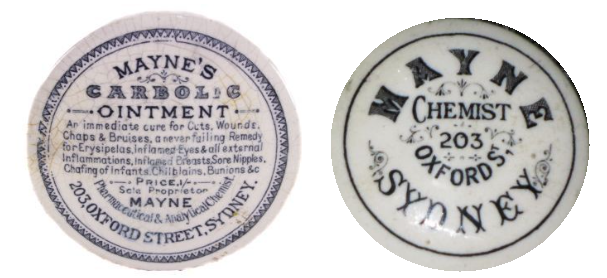 MAYNE'S
CARBOLIC
OINTMENT
An immediate cure for Cuts, Wounds,
Chaps & Bruises, a never failing Remedy
for Erysipelas, Inflamed Eyes & all external
Inflammations, Inflamed Breasts, Sore Nipples,
Chafing of Infants, Chilblains, Bunions &c
PRICE, 1/-
Sole Proprietor
MAYNE
Pharmaceutical & Analytical Chemist
203, OXFORD STREET, SYDNEY.
MAYNE
CHEMIST
203
OXFORD ST.
SYDNEY